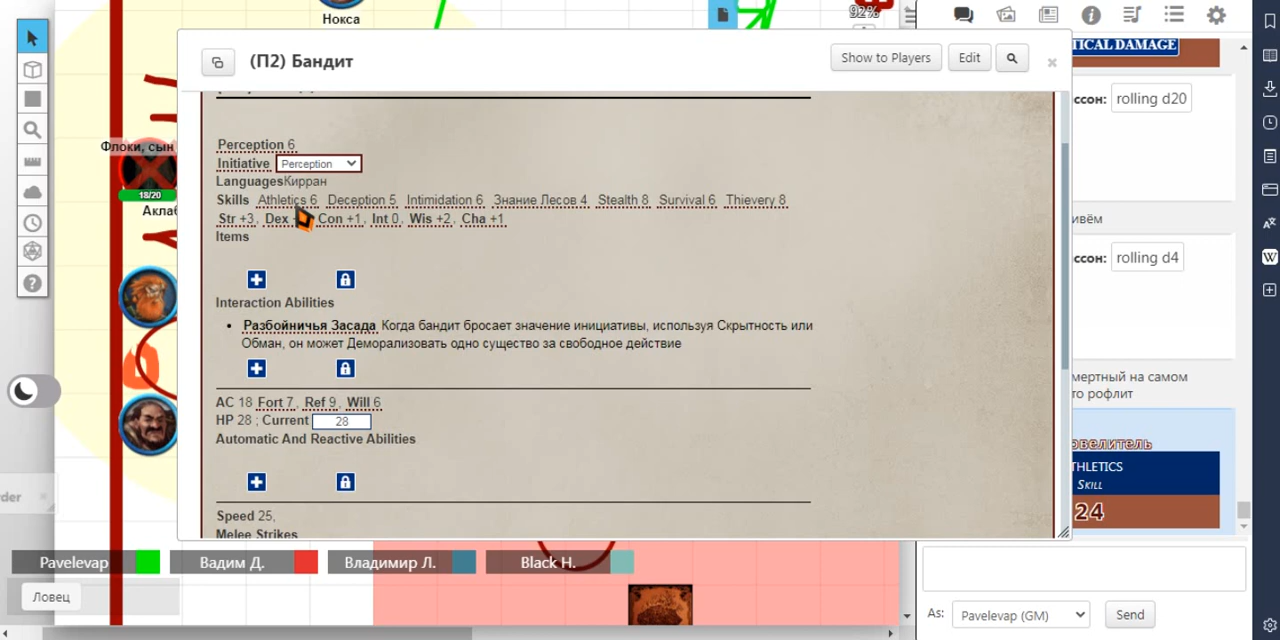 Нокса
92%
(П2) Бандит
Show to Players
Edit
TICAL DAMAGE
ссон:
rolling d20
Perception 6
Initiative
Perception
LanguagesКирран
Skills Athletics 6 Deception 5 Intimidation 6 Знание Лесов 4 Stealth 8 Survival 6 Thievery 8
Str +3, Dex Con +1, Int 0, Wis +2, Cha +1
Items
Флоки, сын
18/20
Аклаб
ивём
ссон:
rolling d4
Interaction Abilities
Разбойничья Засада Когда бандит бросает значение инициативы, используя Скрытность или
Обман, он может Деморализовать одно существо за свободное действие
AC 18 Fort 7, Ref 9, Will 6
HP 28 ; Current
28
Automatic And Reactive Abilities
мертный на самом
то рофлит
овелитель
THLETICS
SKILL
24
der
Speed 25,
Melee Strikes
Pavelevap
Вадим Д.
Владимир Л.
Black H.
Ловец
As:
Pavelevap (GM)
Send